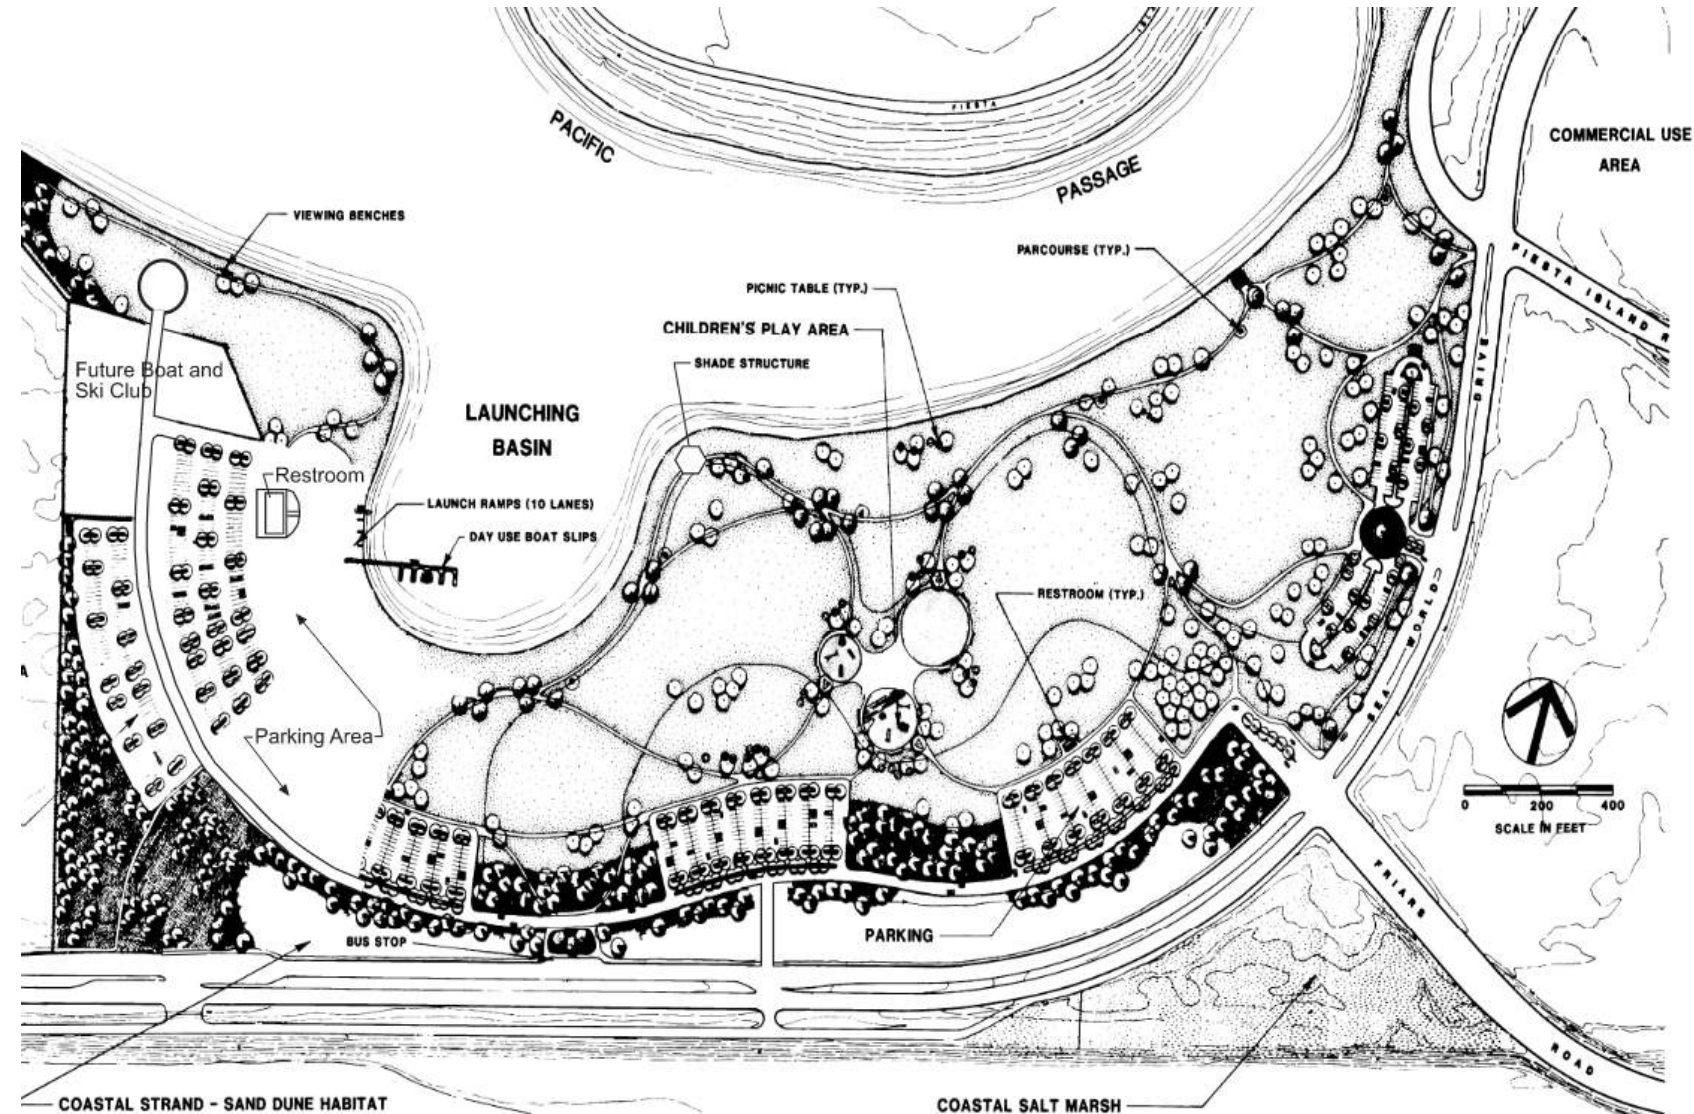 FIESTA
ISL
PACIFIC
PASSAGE
COMMERCIAL USE
AREA
VIEWING BENCHES
PARCOURSE (TYP.)
FIESTA ISLAND R
PICNIC TABLE (TYP.)
CHILDREN'S PLAY AREA
SHADE STRUCTURE
Future Boat and
Ski Club
LAUNCHING
BASIN
Restroom
LAUNCH RAMPS (10 LANES)
DAY USE BOAT SLIPS
RESTROOM (TYP.)
SEA WORLD DRIVE
A
Parking Area
0 200 400
SCALE IN FEET
FRIARS ROAD
PARKING
BUS STOP
COASTAL STRAND - SAND DUNE HABITAT
COASTAL SALT MARSH